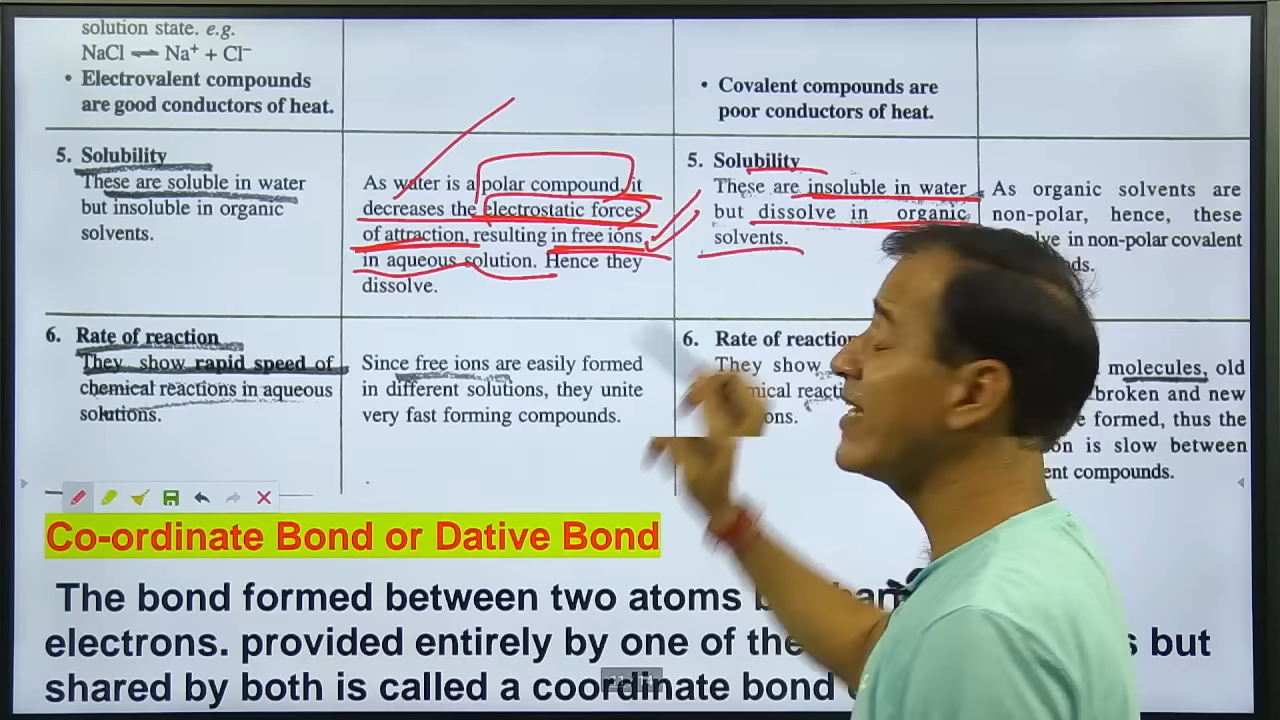 solution state. e.g.
NaCl ⇌ Na⁺ + Cl⁻
• Electrovalent compounds
are good conductors of heat.
• Covalent compounds are
poor conductors of heat.
5. Solubility
These are soluble in water
but insoluble in organic
solvents.
As water is a polar compound, it
decreases the electrostatic forces
of attraction, resulting in free ions
in aqueous solution. Hence they
dissolve.
5. Solubility
These are insoluble in water
but dissolve in organic
solvents.
As organic solvents are
non-polar, hence, these
in non-polar covalent
6. Rate of reaction
They show rapid speed of
chemical reactions in aqueous
solutions.
Since free ions are easily formed
in different solutions, they unite
very fast forming compounds.
6. Rate of reaction
They show
molecules, old
broken and new
formed, thus the
is slow between
compounds.
Co-ordinate Bond or Dative Bond
The bond formed between two atoms
electrons. provided entirely by one of the but
shared by both is called a coordinate bond